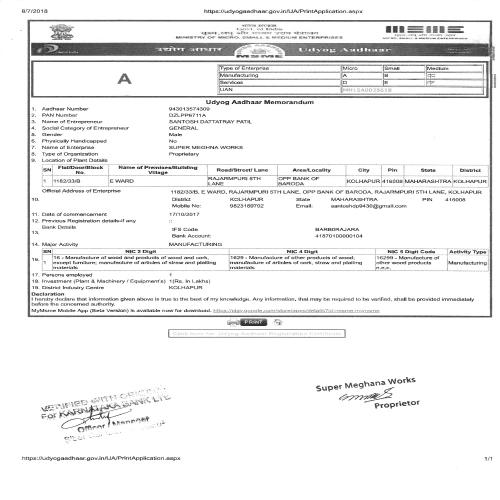 8/7/2018
https://udyogaadhaar.gov.in/UA/PrintApplication.aspx
भारत सरकार
Government of India
MINISTRY OF MICRO, SMALL & MEDIUM ENTERPRISES
उद्योग आधार
MSME
Udyog Aadhaar
A
Type of Enterprise Micro Small Medium
Manufacturing A B
Services D E
UAN
Udyog Aadhaar Memorandum
1. Aadhaar Number 943013574309
2. PAN Number DZLPP6711A
3. Name of Entrepreneur SANTOSH DATTATRAY PATIL
4. Social Category of Entrepreneur GENERAL
5. Gender Male
6. Physically Handicapped No
7. Name of Enterprise SUPER MEGHNA WORKS
8. Type of Organization Proprietary
9. Location of Plant Details
SN Flat/Door/Block No. Name of Premises/Building Village Road/Street/Lane Area/Locality City Pin State District
1 1182/33/B E WARD RAJARMPURI 5TH LANE OPP BANK OF BARODA KOLHAPUR 416008 MAHARASHTRA KOLHAPUR
10. Official Address of Enterprise 1182/33/B, E WARD, RAJARMPURI 5TH LANE, OPP BANK OF BARODA, RAJARMPURI 5TH LANE, KOLHAPUR
District KOLHAPUR State MAHARASHTRA PIN 416008
Mobile No: 9823189702 Email: santoshdp9430@gmail.com
11. Date of commencement 17/10/2017
12. Previous Registration details-if any ::
13. Bank Details IFS Code BARB0RAJARA
Bank Account: 41870100000104
14. Major Activity MANUFACTURING
SN NIC 2 Digit NIC 4 Digit NIC 5 Digit Code Activity Type
16. 1 16 - Manufacture of wood and products of wood and cork, except furniture; manufacture of articles of straw and plaiting materials 1629 - Manufacture of other products of wood; manufacture of articles of cork, straw and plaiting materials 16299 - Manufacture of other wood products n.e.c. Manufacturing
17. Persons employed 1
18. Investment (Plant & Machinery / Equipment's) 1(Rs. In Lakhs)
19. District Industry Centre KOLHAPUR
Declaration
I hereby declare that information given above is true to the best of my knowledge. Any information, that may be required to be verified, shall be provided immediately before the concerned authority.
MyMsme Mobile App (Beta Version) is available now for download.
PRINT
Click here for Udyog Aadhaar Registration Certificate
VERIFIED WITH ORIGINAL
For KARNATAKA BANK LTD
Officer / Manager
Super Meghana Works
Proprietor
https://udyogaadhaar.gov.in/UA/PrintApplication.aspx
1/1